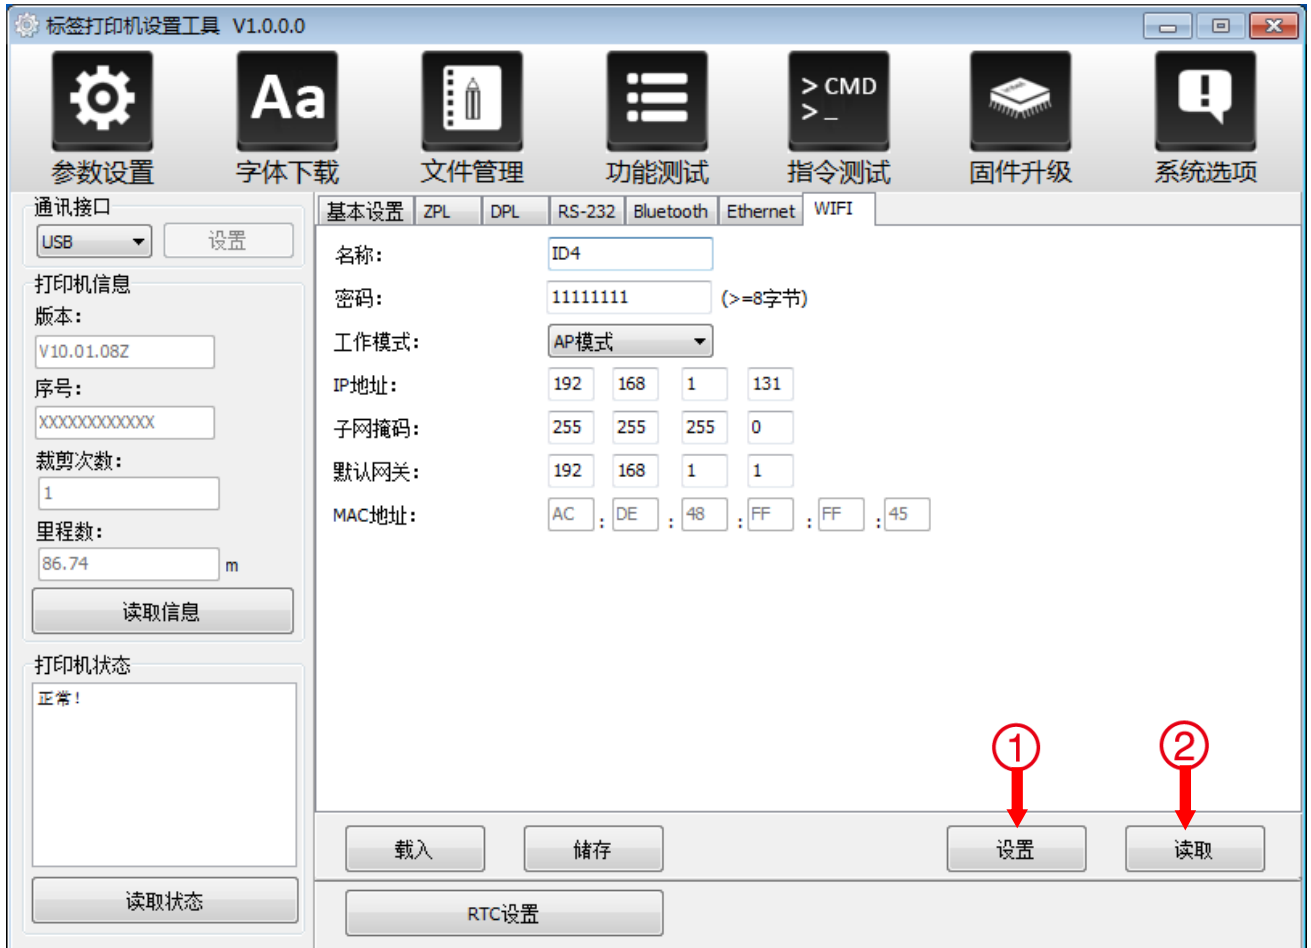 标签打印机设置工具 V1.0.0.0
Aa
> CMD
>_
参数设置 字体下载 文件管理 功能测试 指令测试 固件升级 系统选项
通讯接口
USB 设置
打印机信息
版本:
V10.01.08Z
序号:
XXXXXXXXXXXX
裁剪次数:
1
里程数:
86.74 m
读取信息
打印机状态
正常!
读取状态
基本设置 ZPL DPL RS-232 Bluetooth Ethernet WIFI
名称: ID4
密码: 11111111 (>=8字节)
工作模式: AP模式
IP地址: 192 168 1 131
子网掩码: 255 255 255 0
默认网关: 192 168 1 1
MAC地址: AC : DE : 48 : FF : FF : 45
① ②
载入 储存 设置 读取
RTC设置